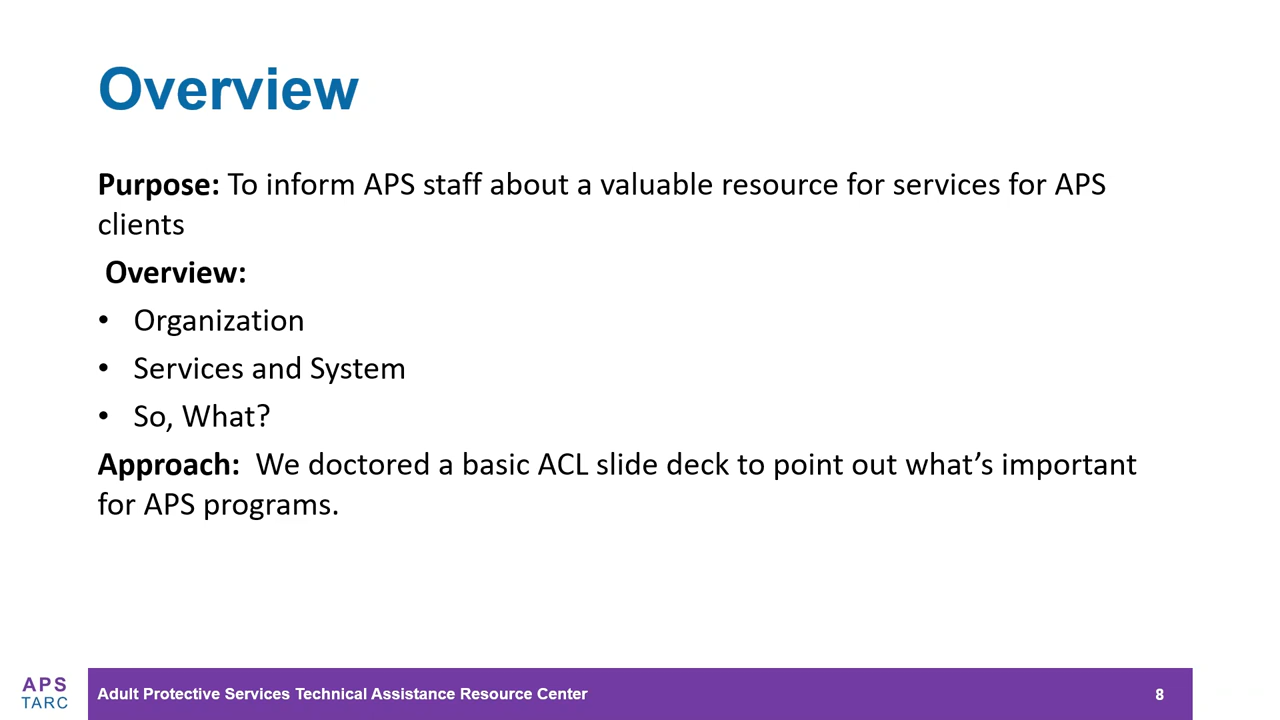 Overview
Purpose: To inform APS staff about a valuable resource for services for APS
clients
Overview:
• Organization
• Services and System
• So, What?
Approach:  We doctored a basic ACL slide deck to point out what’s important
for APS programs.
APS
TARC
Adult Protective Services Technical Assistance Resource Center
8